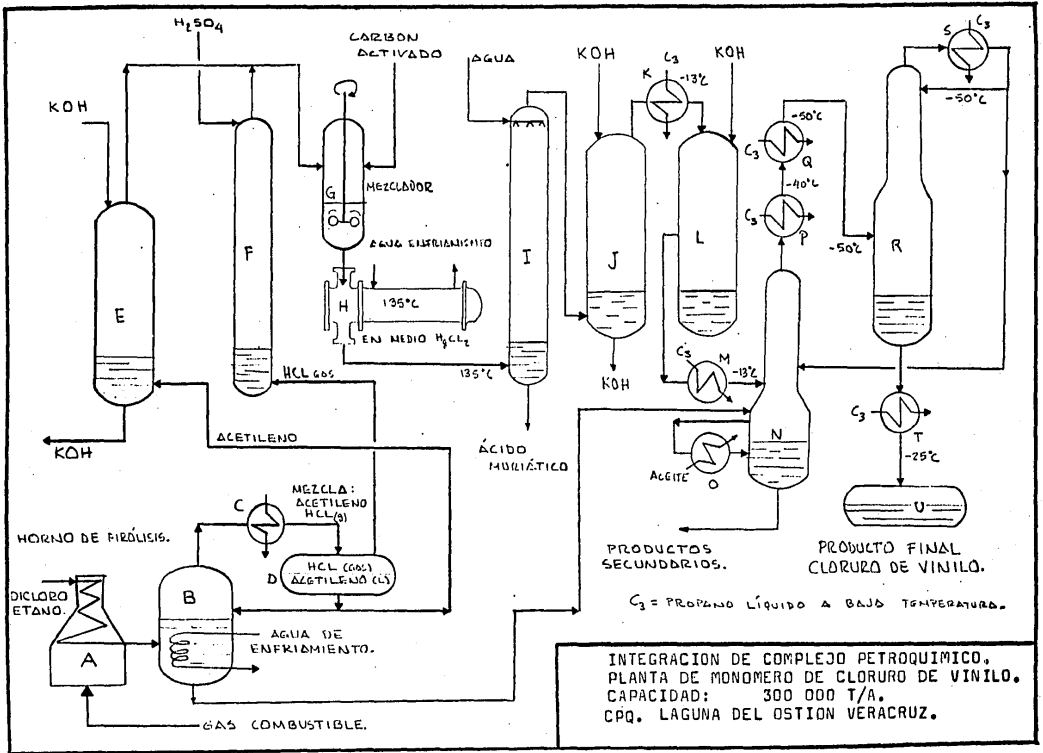 H2SO4
CARBON
ACTIVADO
AGUA
KOH
C3
K
-13°C
KOH
S
C3
-50°C
KOH
-50°C
C3
Q
-40°C
C3
P
-50°C
G
MEZCLADOR
AGUA ENFRIAMIENTO
E
F
H
135°C
EN MEDIO HgCL2
I
135°C
J
L
R
HCL GAS
KOH
C3
M
-13°C
KOH
ACETILENO
ÁCIDO
MURIÁTICO
ACEITE
O
N
C3
T
-25°C
U
C
MEZCLA:
ACETILENO
HCL(g)
HORNO DE PIRÓLISIS.
D
HCL (GAS)
ACETILENO (L)
PRODUCTOS
SECUNDARIOS.
PRODUCTO FINAL
CLORURO DE VINILO.
DICLORO
ETANO.
B
A
AGUA DE
ENFRIAMIENTO.
C3 = PROPANO LÍQUIDO A BAJA TEMPERATURA.
GAS COMBUSTIBLE.
INTEGRACION DE COMPLEJO PETROQUIMICO.
PLANTA DE MONOMERO DE CLORURO DE VINILO.
CAPACIDAD: 300 000 T/A.
CPQ. LAGUNA DEL OSTION VERACRUZ.